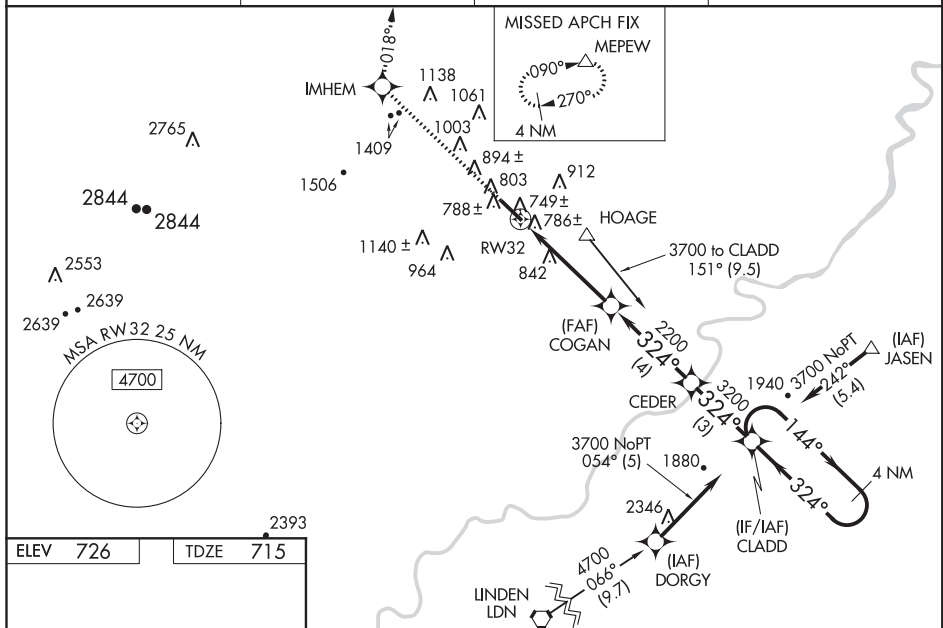 MISSED APCH FIX
MEPEW
090°
270°
4 NM
018°
IMHEM
1138
1061
2765
1409
1003
894 ±
912
1506
803
2844
2844
788 ±
749 ±
786 ±
HOAGE
RW32
1140 ±
964
842
3700 to CLADD
151° (9.5)
2553
2639
2639
(FAF)
COGAN
MSA RW 32 25 NM
4700
2200
324°
(4)
(IAF)
JASEN
3700 NoPT
242°
(5.4)
1940
CEDER
3200
324°
(3)
144°
3700 NoPT
054° (5)
1880
4 NM
324°
2346
(IF/IAF)
CLADD
2393
ELEV 726
TDZE 715
(IAF)
DORGY
4700
066°
(9.7)
LINDEN
LDN